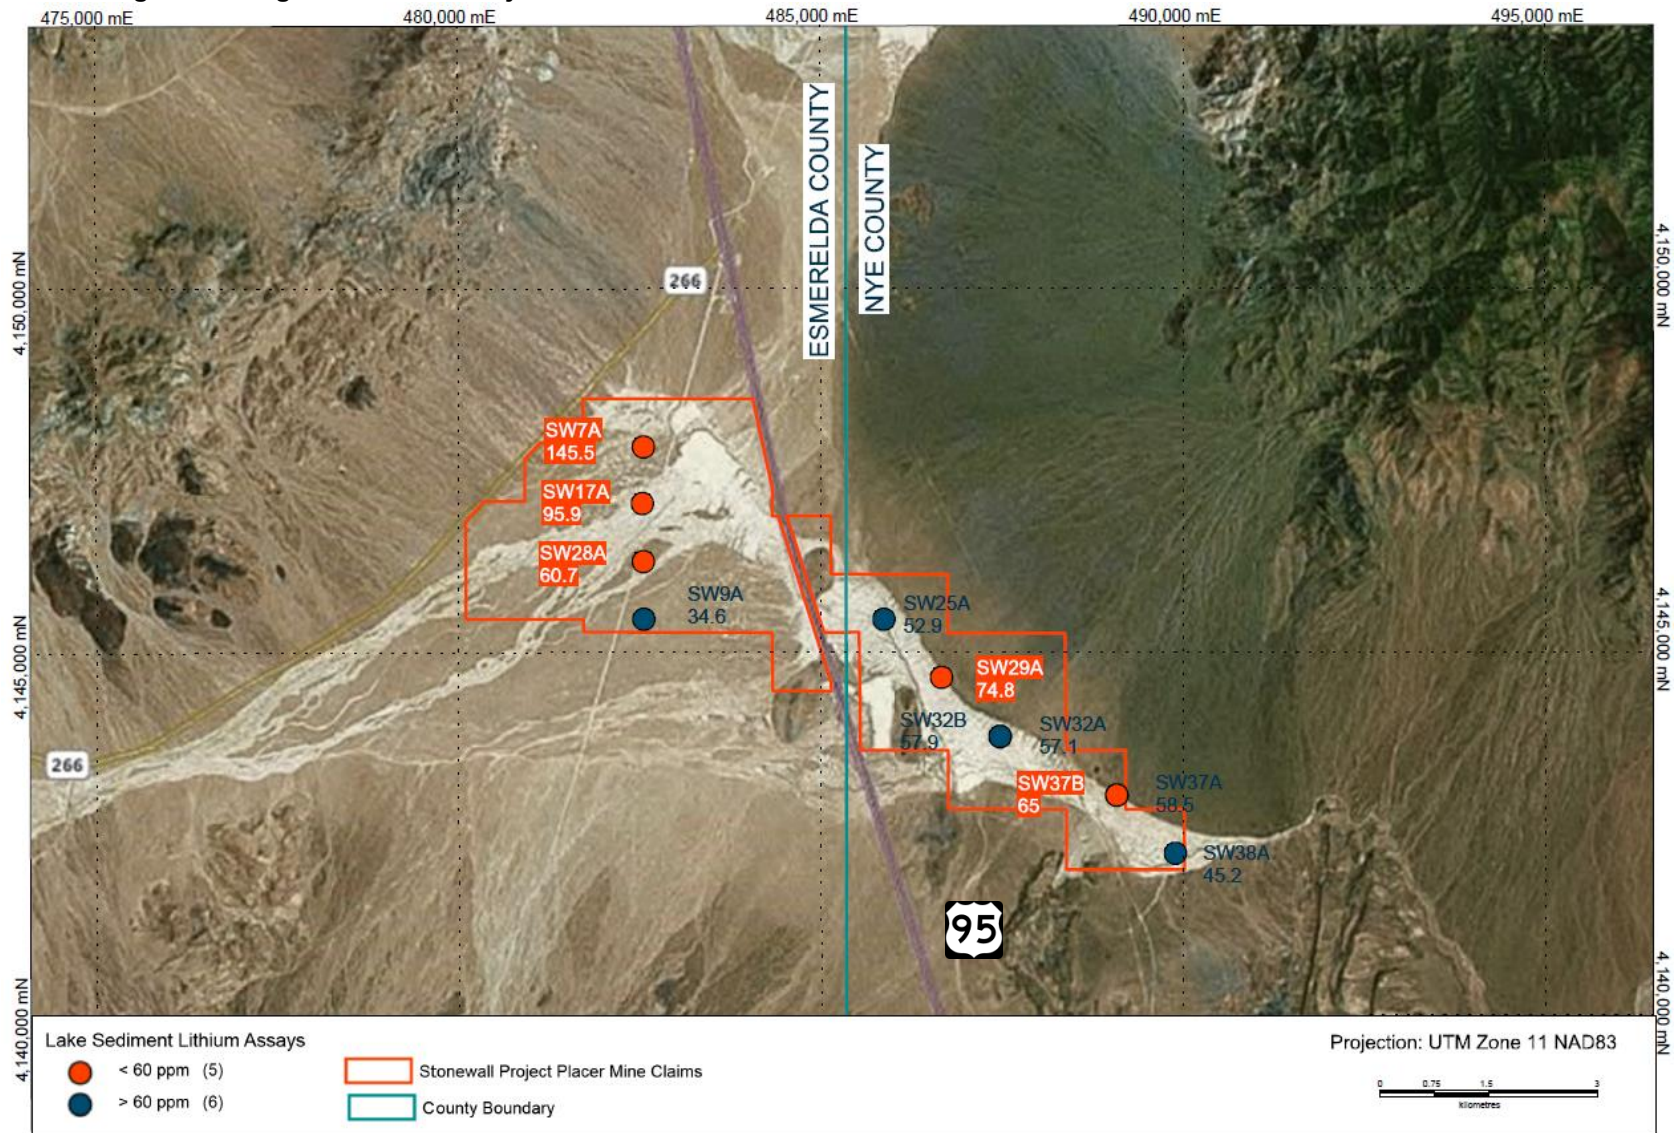 475,000 mE
480,000 mE
485,000 mE
490,000 mE
495,000 mE
4,150,000 mN
4,150,000 mN
ESMERELDA COUNTY
NYE COUNTY
266
SW7A
145.5
SW17A
95.9
SW28A
60.7
SW9A
34.6
SW25A
52.9
4,145,000 mN
4,145,000 mN
SW29A
74.8
SW32B
57.9
SW32A
57.1
266
SW37B
65
SW37A
58.5
SW38A
45.2
95
4,140,000 mN
4,140,000 mN
Lake Sediment Lithium Assays
< 60 ppm (5)
> 60 ppm (6)
Stonewall Project Placer Mine Claims
County Boundary
Projection: UTM Zone 11 NAD83
0 0.75 1.5 3
kilometres